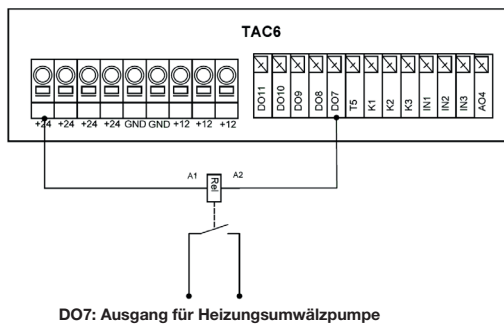 TAC6
DO11 DO10 DO9 DO8 DO7 T5 K1 K2 K3 IN1 IN2 IN3 AO4
+24 +24 +24 +24 GND GND +12 +12 +12
A1 Rel A2
DO7: Ausgang für Heizungsumwälzpumpe